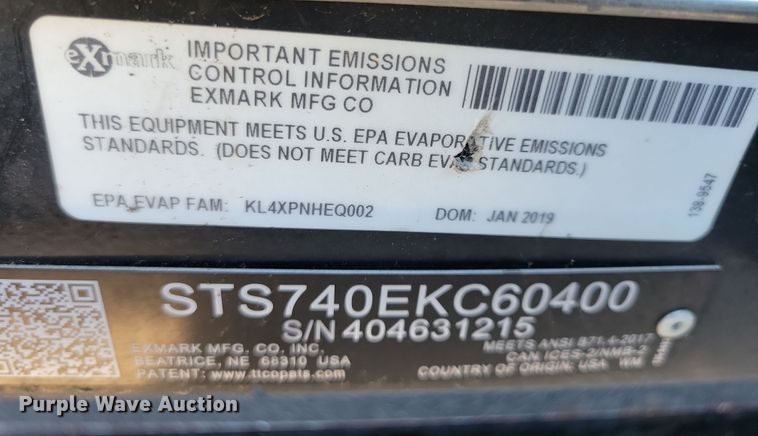 eXmark
IMPORTANT EMISSIONS
CONTROL INFORMATION
EXMARK MFG CO
THIS EQUIPMENT MEETS U.S. EPA EVAPORATIVE EMISSIONS
STANDARDS. (DOES NOT MEET CARB EVAP STANDARDS.)
EPA EVAP FAM: KL4XPNHEQ002 DOM: JAN 2019
138-9547
STS740EKC60400
S/N 404631215
EXMARK MFG. CO. INC.
BEATRICE, NE 68310 USA
PATENT: www.ttcopats.com
MEETS ANSI B71.4-2017
CAN ICES-2/NMB-2
COUNTRY OF ORIGIN: USA WM
Purple Wave Auction